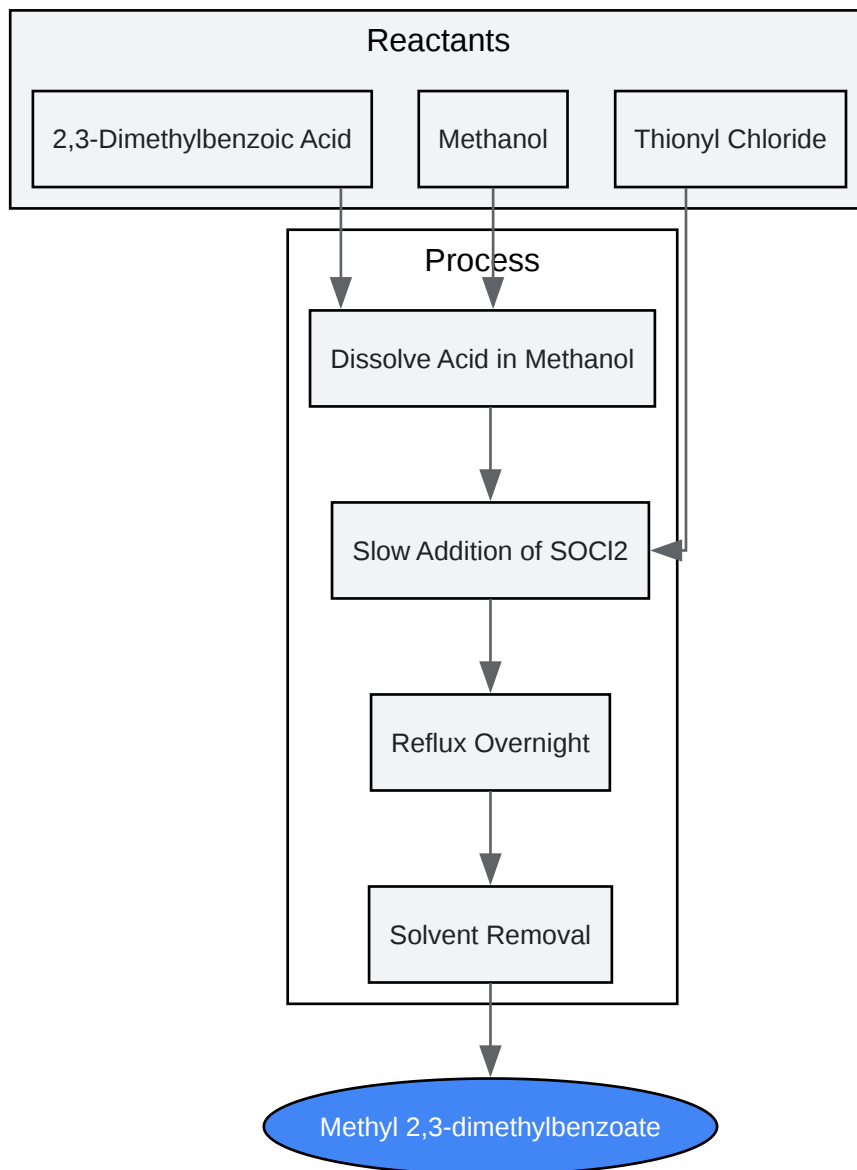 Reactants
2,3-Dimethylbenzoic Acid
Methanol
Thionyl Chloride
Process
Dissolve Acid in Methanol
Slow Addition of SOCl2
Reflux Overnight
Solvent Removal
Methyl 2,3-dimethylbenzoate